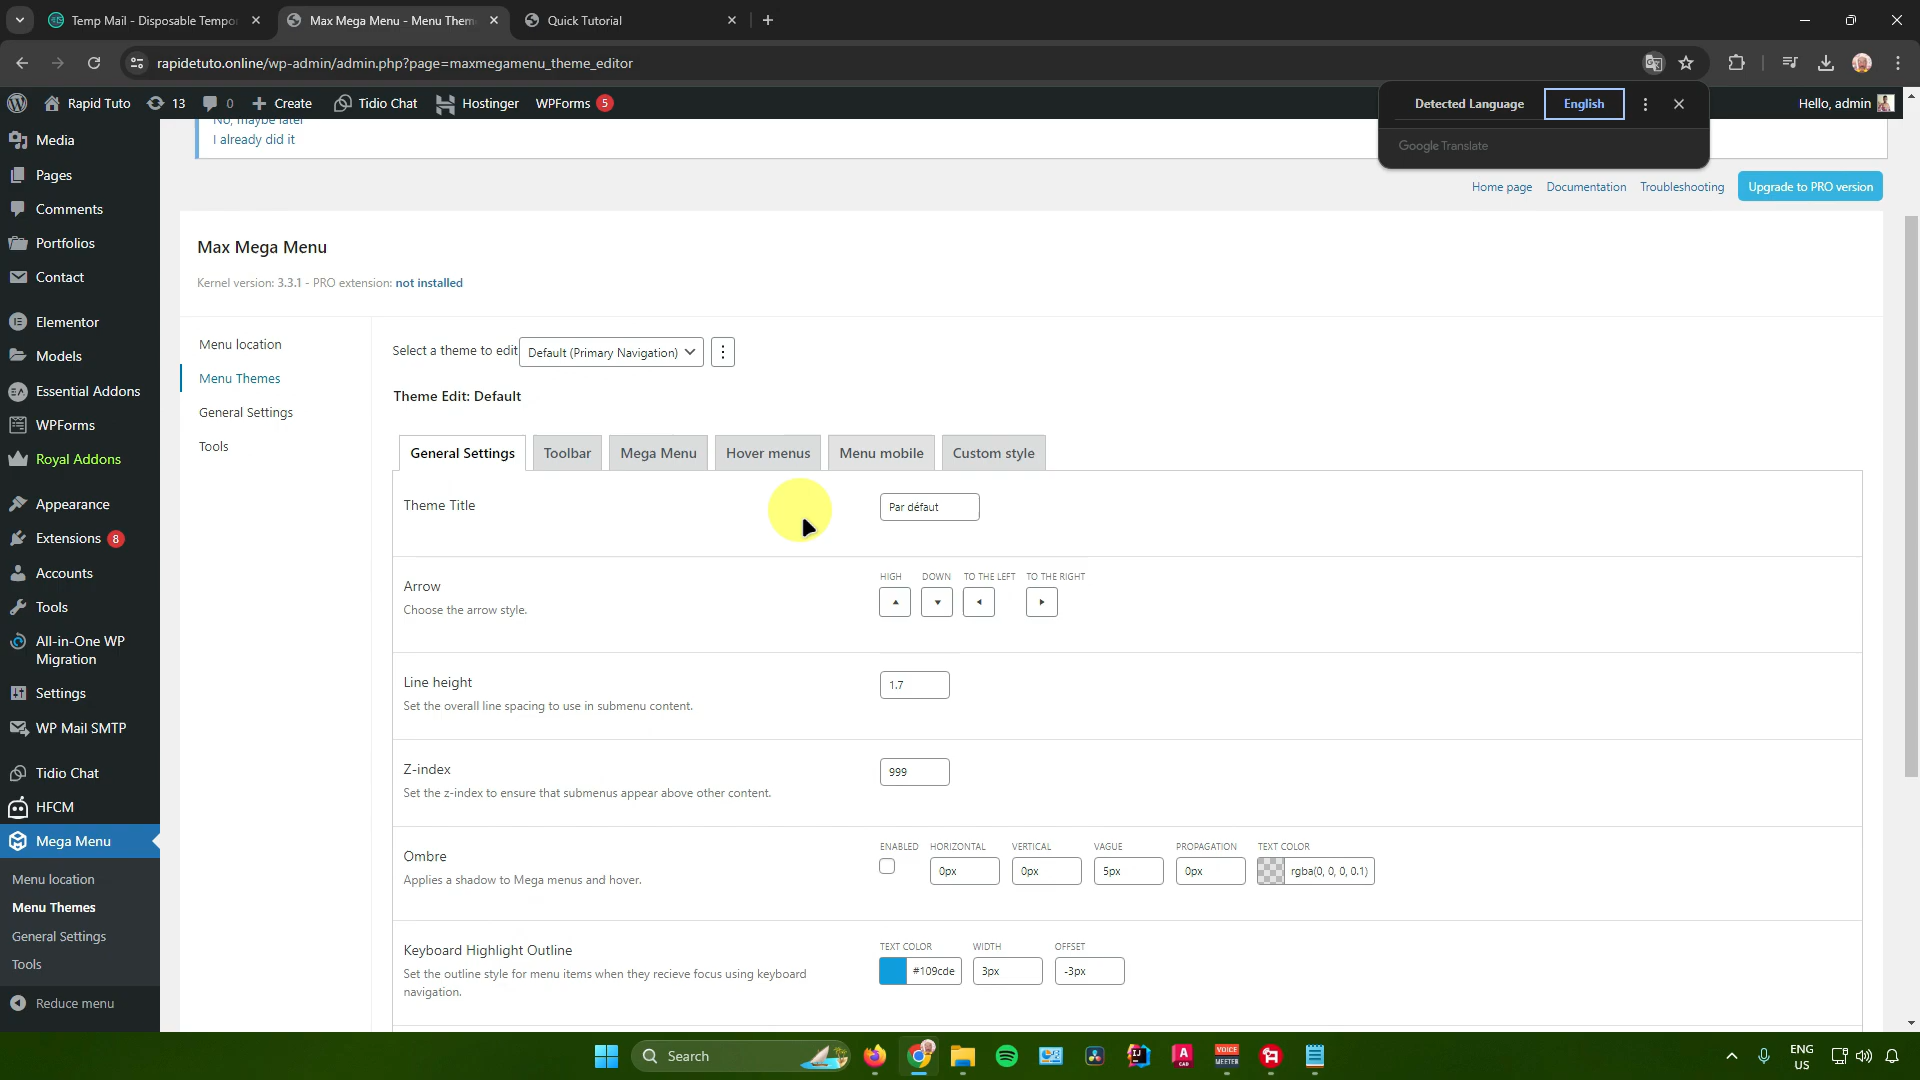 Temp Mail - Disposable Tempo
Max Mega Menu - Menu Them
Quick Tutorial
rapidetuto.online/wp-admin/admin.php?page=maxmegamenu_theme_editor
Rapid Tuto
13
0
Create
Tidio Chat
Hostinger
WPForms 5
Detected Language
English
Google Translate
Hello, admin
Media
Pages
Comments
Portfolios
Contact
Elementor
Models
Essential Addons
WPForms
Royal Addons
Appearance
Extensions 8
Accounts
Tools
All-in-One WP
Migration
Settings
WP Mail SMTP
Tidio Chat
HFCM
Mega Menu
Menu location
Menu Themes
General Settings
Tools
Reduce menu
No, maybe later
I already did it
Home page
Documentation
Troubleshooting
Upgrade to PRO version
Max Mega Menu
Kernel version: 3.3.1 - PRO extension: not installed
Menu location
Menu Themes
General Settings
Tools
Select a theme to edit
Default (Primary Navigation)
Theme Edit: Default
General Settings
Toolbar
Mega Menu
Hover menus
Menu mobile
Custom style
Theme Title
Par défaut
Arrow
Choose the arrow style.
HIGH
DOWN
TO THE LEFT
TO THE RIGHT
Line height
Set the overall line spacing to use in submenu content.
1.7
Z-index
Set the z-index to ensure that submenus appear above other content.
999
Ombre
Applies a shadow to Mega menus and hover.
ENABLED
HORIZONTAL
VERTICAL
VAGUE
PROPAGATION
TEXT COLOR
0px
0px
5px
0px
rgba(0, 0, 0, 0.1)
Keyboard Highlight Outline
Set the outline style for menu items when they recieve focus using keyboard
navigation.
TEXT COLOR
WIDTH
OFFSET
#109cde
3px
-3px
Search
VOICE
MEETER
ENG
US